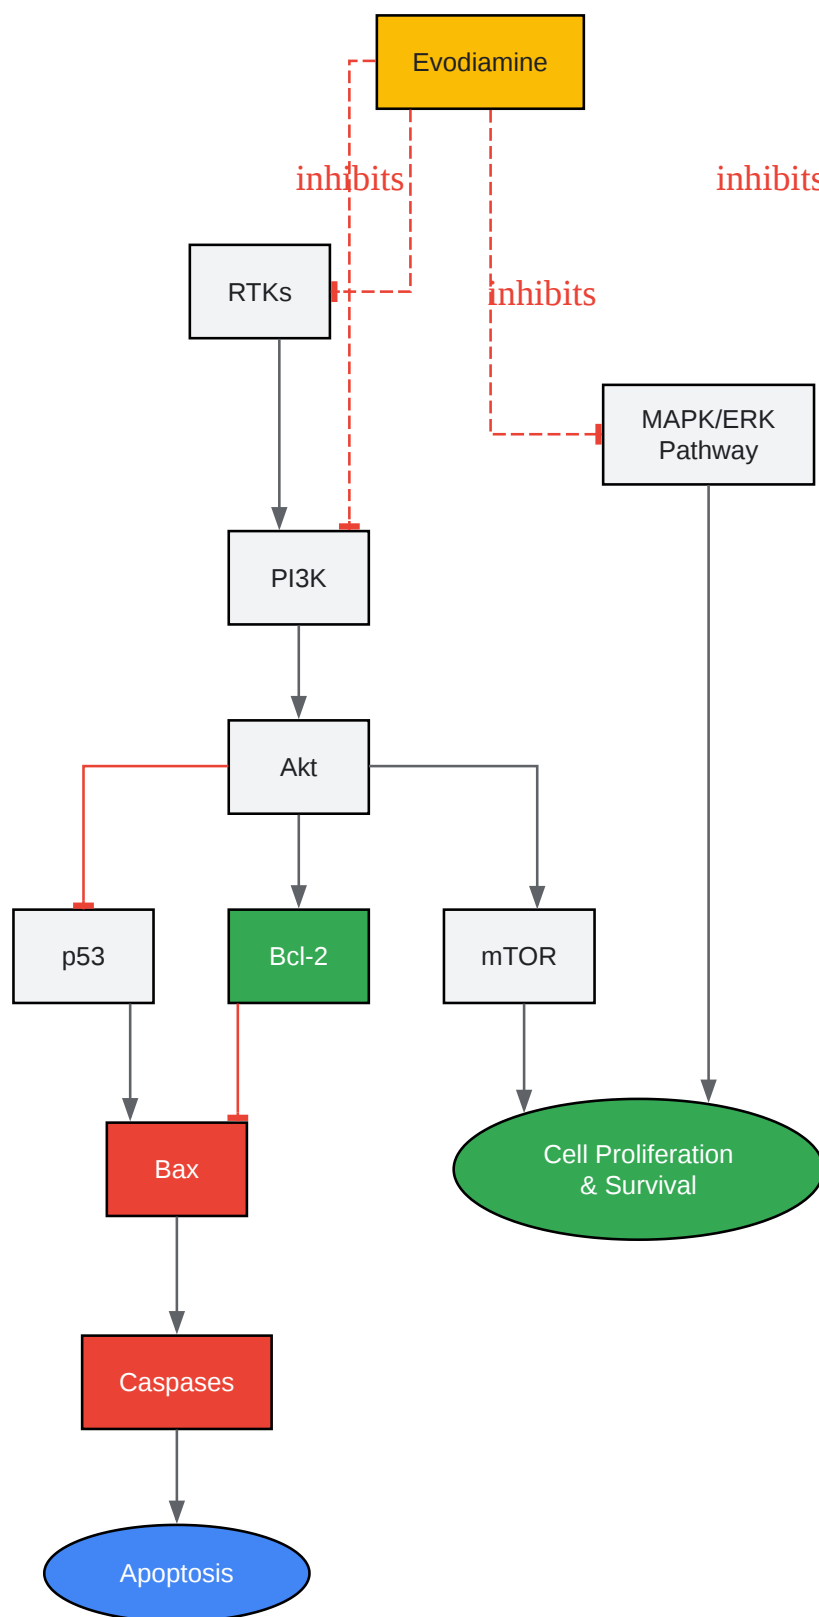 Evodiamine
inhibits
inhibits
RTKs
inhibits
MAPK/ERK
Pathway
PI3K
Akt
p53
Bcl-2
mTOR
Bax
Cell Proliferation
& Survival
Caspases
Apoptosis